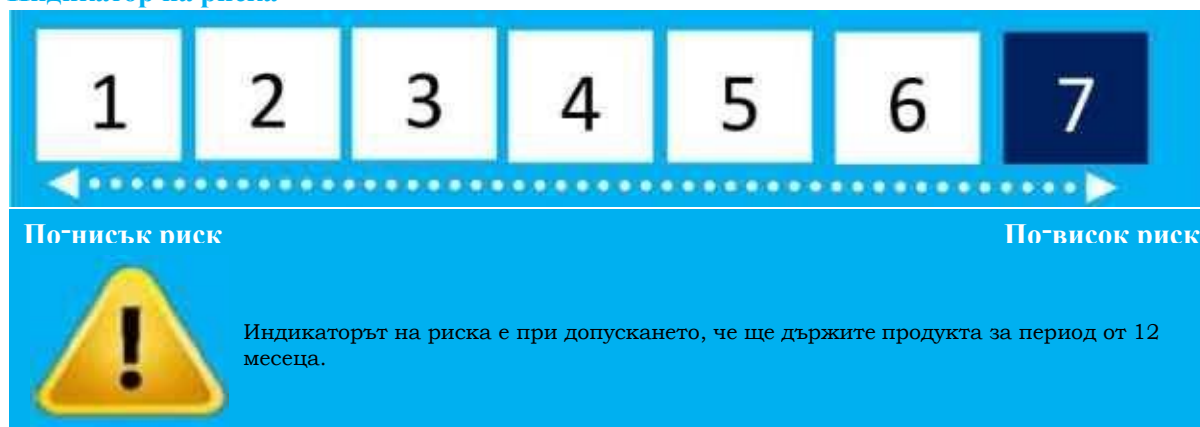 1 2 3 4 5 6 7
По-нисък риск По-висок риск
Индикаторът на риска е при допускането, че ще държите продукта за период от 12
месеца.